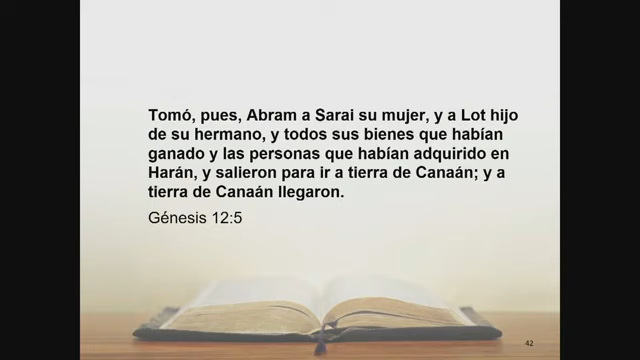 Tomó, pues, Abram a Sarai su mujer, y a Lot hijo
de su hermano, y todos sus bienes que habían
ganado y las personas que habían adquirido en
Harán, y salieron para ir a tierra de Canaán; y a
tierra de Canaán llegaron.
Génesis 12:5
42